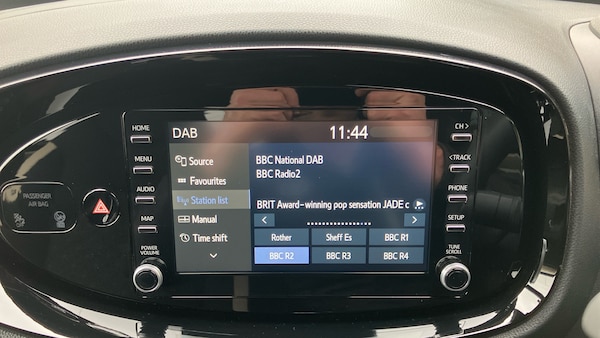 HOME
DAB
11:44
CH >
MENU
Source
BBC National DAB
< TRACK
Favourites
BBC Radio2
AUDIO
Station list
BRIT Award-winning pop sensation JADE c
PHONE
MAP
Manual
< >
SETUP
Time shift
Rother Sheff Es BBC R1
BBC R2 BBC R3 BBC R4
POWER
VOLUME
TUNE
SCROLL
PASSENGER
AIR BAG